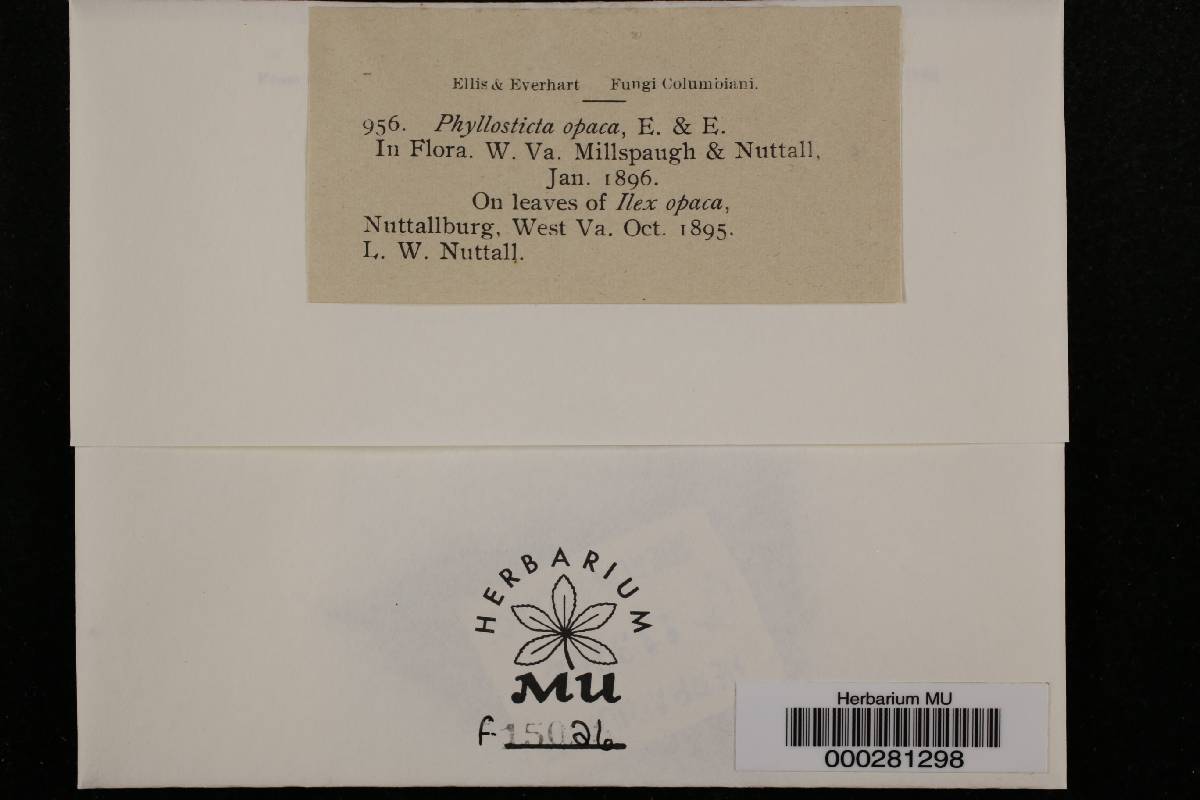 Ellis & Everhart   Fungi Columbiani.
956. Phyllosticta opaca, E. & E.
In Flora. W. Va. Millspaugh & Nuttall,
Jan. 1896.
On leaves of Ilex opaca,
Nuttallburg, West Va. Oct. 1895.
L. W. Nuttall.
HERBARIUM
MU
F-15026
Herbarium MU
000281298